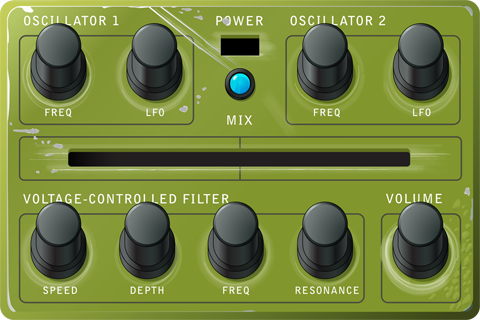 OSCILLATOR 1
POWER
OSCILLATOR 2
FREQ
LFO
FREQ
LFO
MIX
VOLTAGE-CONTROLLED FILTER
VOLUME
SPEED
DEPTH
FREQ
RESONANCE